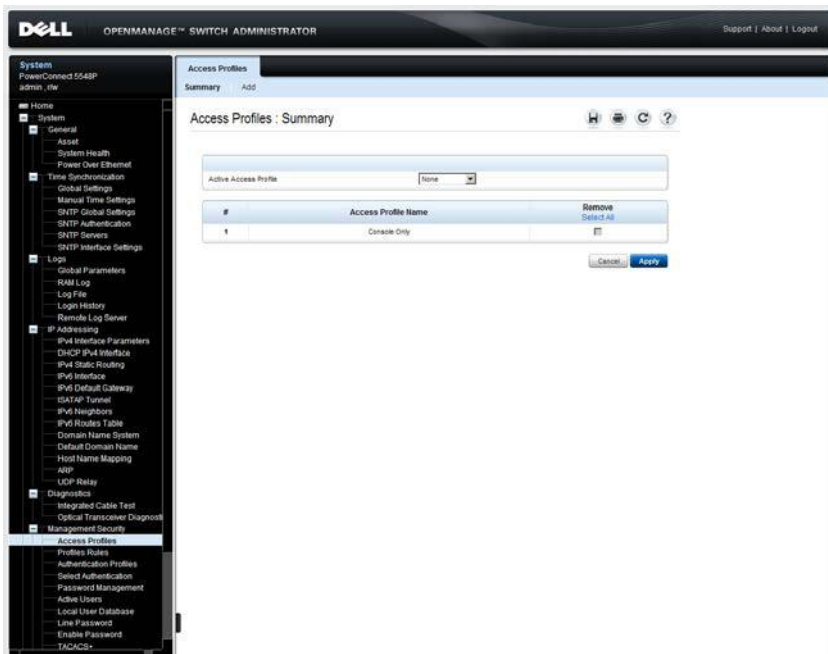 DELL
OPENMANAGE™ SWITCH ADMINISTRATOR
Support | About | Logout
System
PowerConnect 5548P
admin , r/w
Home
System
General
Asset
System Health
Power Over Ethernet
Time Synchronization
Global Settings
Manual Time Settings
SNTP Global Settings
SNTP Authentication
SNTP Servers
SNTP Interface Settings
Logs
Global Parameters
RAM Log
Log File
Login History
Remote Log Server
IP Addressing
IPv4 Interface Parameters
DHCP IPv4 Interface
IPv4 Static Routing
IPv6 Interface
IPv6 Default Gateway
ISATAP Tunnel
IPv6 Neighbors
IPv6 Routes Table
Domain Name System
Default Domain Name
Host Name Mapping
ARP
UDP Relay
Diagnostics
Integrated Cable Test
Optical Transceiver Diagnosti
Management Security
Access Profiles
Profiles Rules
Authentication Profiles
Select Authentication
Password Management
Active Users
Local User Database
Line Password
Enable Password
TACACS+
Access Profiles
Summary Add
Access Profiles : Summary
?
Active Access Profile None
# Access Profile Name Remove
Select All
1 Console Only
Cancel Apply